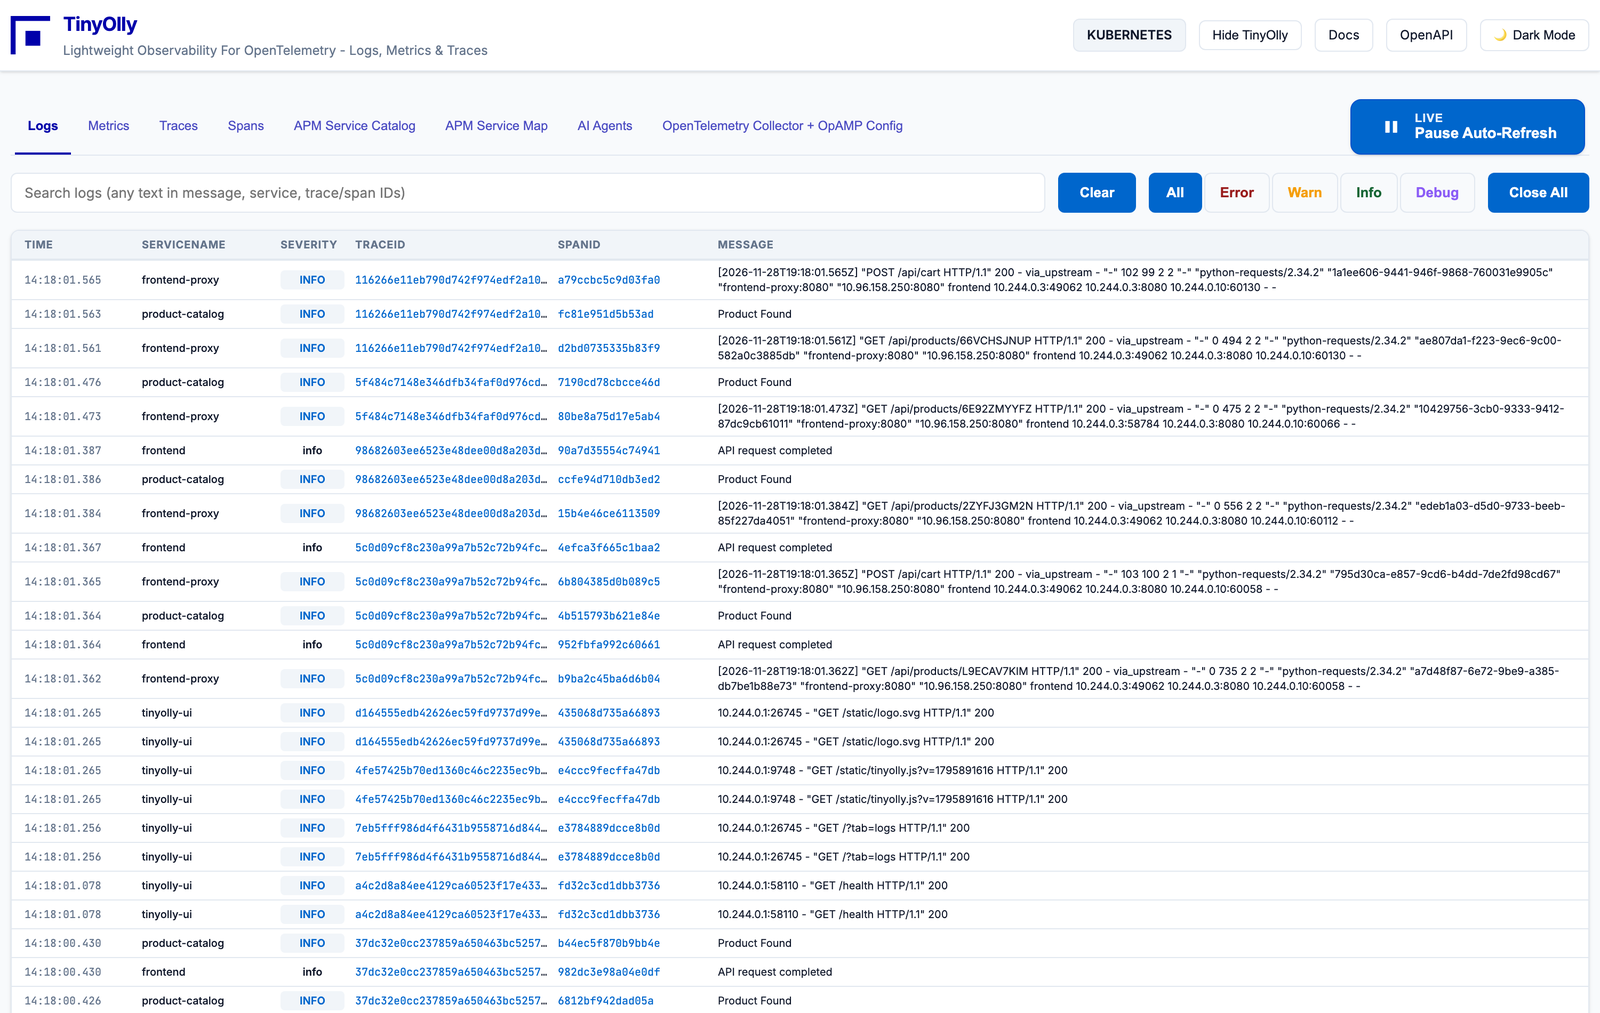 TinyOlly
Lightweight Observability For OpenTelemetry - Logs, Metrics & Traces
KUBERNETES
Hide TinyOlly
Docs
OpenAPI
🌙 Dark Mode
Logs
Metrics
Traces
Spans
APM Service Catalog
APM Service Map
AI Agents
OpenTelemetry Collector + OpAMP Config
LIVE
Pause Auto-Refresh
Search logs (any text in message, service, trace/span IDs)
Clear
All
Error
Warn
Info
Debug
Close All
TIME SERVICENAME SEVERITY TRACEID SPANID MESSAGE
14:18:01.565 frontend-proxy INFO 116266e11eb790d742f974edf2a10… a79ccbc5c9d03fa0 [2026-11-28T19:18:01.565Z] "POST /api/cart HTTP/1.1" 200 - via_upstream - "-" 102 99 2 2 "-" "python-requests/2.34.2" "1a1ee606-9441-946f-9868-760031e9905c"
"frontend-proxy:8080" "10.96.158.250:8080" frontend 10.244.0.3:49062 10.244.0.3:8080 10.244.0.10:60130 - -
14:18:01.563 product-catalog INFO 116266e11eb790d742f974edf2a10… fc81e951d5b53ad Product Found
14:18:01.561 frontend-proxy INFO 116266e11eb790d742f974edf2a10… d2bd0735335b83f9 [2026-11-28T19:18:01.561Z] "GET /api/products/66VCHSJNUP HTTP/1.1" 200 - via_upstream - "-" 0 494 2 2 "-" "python-requests/2.34.2" "ae807da1-f223-9ec6-9c00-
582a0c3885db" "frontend-proxy:8080" "10.96.158.250:8080" frontend 10.244.0.3:49062 10.244.0.3:8080 10.244.0.10:60130 - -
14:18:01.476 product-catalog INFO 5f484c7148e346dfb34faf0d976cd… 7190cd78cbcce46d Product Found
14:18:01.473 frontend-proxy INFO 5f484c7148e346dfb34faf0d976cd… 80be8a75d17e5ab4 [2026-11-28T19:18:01.473Z] "GET /api/products/6E92ZMYYFZ HTTP/1.1" 200 - via_upstream - "-" 0 475 2 2 "-" "python-requests/2.34.2" "10429756-3cb0-9333-9412-
87dc9cb61011" "frontend-proxy:8080" "10.96.158.250:8080" frontend 10.244.0.3:58784 10.244.0.3:8080 10.244.0.10:60066 - -
14:18:01.387 frontend info 98682603ee6523e48dee00d8a203d… 90a7d35554c74941 API request completed
14:18:01.386 product-catalog INFO 98682603ee6523e48dee00d8a203d… ccfe94d710db3ed2 Product Found
14:18:01.384 frontend-proxy INFO 98682603ee6523e48dee00d8a203d… 15b4e46ce6113509 [2026-11-28T19:18:01.384Z] "GET /api/products/2ZYFJ3GM2N HTTP/1.1" 200 - via_upstream - "-" 0 556 2 2 "-" "python-requests/2.34.2" "edeb1a03-d5d0-9733-beeb-
85f227da4051" "frontend-proxy:8080" "10.96.158.250:8080" frontend 10.244.0.3:49062 10.244.0.3:8080 10.244.0.10:60112 - -
14:18:01.367 frontend info 5c0d09cf8c230a99a7b52c72b94fc… 4efca3f665c1baa2 API request completed
14:18:01.365 frontend-proxy INFO 5c0d09cf8c230a99a7b52c72b94fc… 6b804385d0b089c5 [2026-11-28T19:18:01.365Z] "POST /api/cart HTTP/1.1" 200 - via_upstream - "-" 103 100 2 1 "-" "python-requests/2.34.2" "795d30ca-e857-9cd6-b4dd-7de2fd98cd67"
"frontend-proxy:8080" "10.96.158.250:8080" frontend 10.244.0.3:49062 10.244.0.3:8080 10.244.0.10:60058 - -
14:18:01.364 product-catalog INFO 5c0d09cf8c230a99a7b52c72b94fc… 4b515793b621e84e Product Found
14:18:01.364 frontend info 5c0d09cf8c230a99a7b52c72b94fc… 952fbfa992c60661 API request completed
14:18:01.362 frontend-proxy INFO 5c0d09cf8c230a99a7b52c72b94fc… b9ba2c45ba6d6b04 [2026-11-28T19:18:01.362Z] "GET /api/products/L9ECAV7KIM HTTP/1.1" 200 - via_upstream - "-" 0 735 2 2 "-" "python-requests/2.34.2" "a7d48f87-6e72-9be9-a385-
db7be1b88e73" "frontend-proxy:8080" "10.96.158.250:8080" frontend 10.244.0.3:49062 10.244.0.3:8080 10.244.0.10:60058 - -
14:18:01.265 tinyolly-ui INFO d164555edb42626ec59fd9737d99e… 435068d735a66893 10.244.0.1:26745 - "GET /static/logo.svg HTTP/1.1" 200
14:18:01.265 tinyolly-ui INFO d164555edb42626ec59fd9737d99e… 435068d735a66893 10.244.0.1:26745 - "GET /static/logo.svg HTTP/1.1" 200
14:18:01.265 tinyolly-ui INFO 4fe57425b70ed1360c46c2235ec9b… e4ccc9fecffa47db 10.244.0.1:9748 - "GET /static/tinyolly.js?v=1795891616 HTTP/1.1" 200
14:18:01.265 tinyolly-ui INFO 4fe57425b70ed1360c46c2235ec9b… e4ccc9fecffa47db 10.244.0.1:9748 - "GET /static/tinyolly.js?v=1795891616 HTTP/1.1" 200
14:18:01.256 tinyolly-ui INFO 7eb5fff986d4f6431b9558716d844… e3784889dcce8b0d 10.244.0.1:26745 - "GET /?tab=logs HTTP/1.1" 200
14:18:01.256 tinyolly-ui INFO 7eb5fff986d4f6431b9558716d844… e3784889dcce8b0d 10.244.0.1:26745 - "GET /?tab=logs HTTP/1.1" 200
14:18:01.078 tinyolly-ui INFO a4c2d8a84ee4129ca60523f17e433… fd32c3cd1dbb3736 10.244.0.1:58110 - "GET /health HTTP/1.1" 200
14:18:01.078 tinyolly-ui INFO a4c2d8a84ee4129ca60523f17e433… fd32c3cd1dbb3736 10.244.0.1:58110 - "GET /health HTTP/1.1" 200
14:18:00.430 product-catalog INFO 37dc32e0cc237859a650463bc5257… b44ec5f870b9bb4e Product Found
14:18:00.430 frontend info 37dc32e0cc237859a650463bc5257… 982dc3e98a04e0df API request completed
14:18:00.426 product-catalog INFO 37dc32e0cc237859a650463bc5257… 6812bf942dad05a Product Found